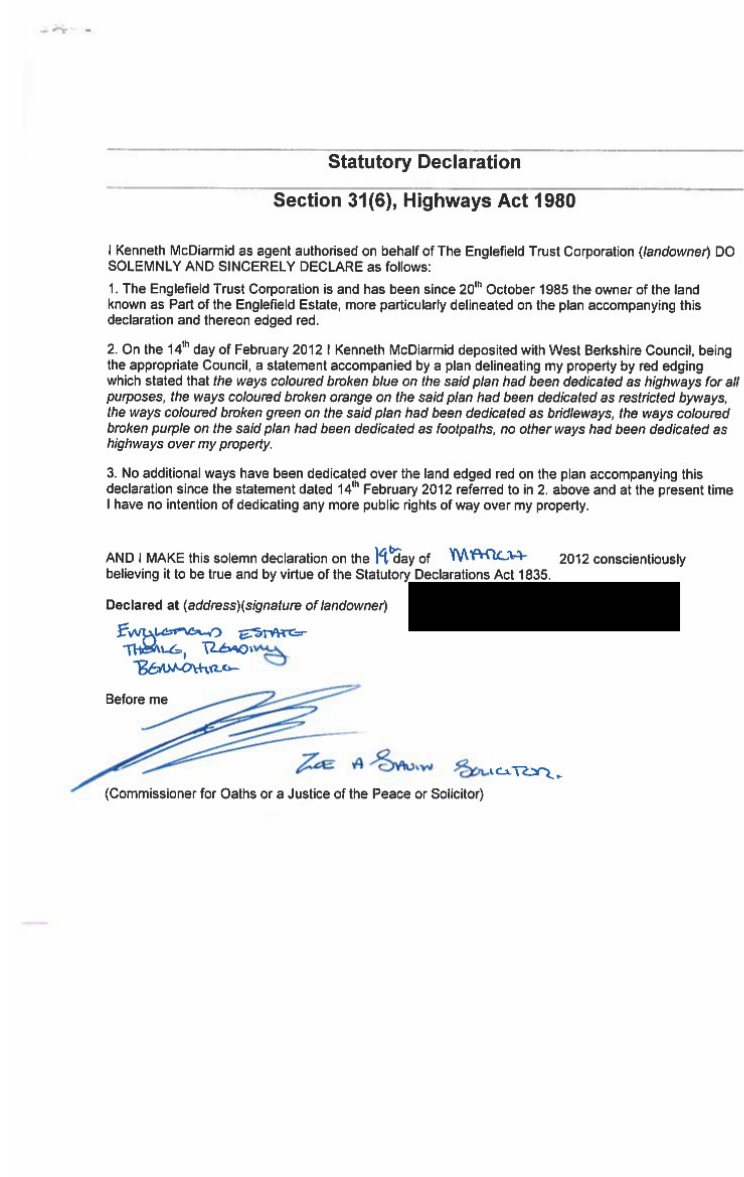 Statutory Declaration
Section 31(6), Highways Act 1980
I Kenneth McDiarmid as agent authorised on behalf of The Englefield Trust Corporation (landowner) DO
SOLEMNLY AND SINCERELY DECLARE as follows:
1. The Englefield Trust Corporation is and has been since 20th October 1985 the owner of the land
known as Part of the Englefield Estate, more particularly delineated on the plan accompanying this
declaration and thereon edged red.
2. On the 14th day of February 2012 I Kenneth McDiarmid deposited with West Berkshire Council, being
the appropriate Council, a statement accompanied by a plan delineating my property by red edging
which stated that the ways coloured broken blue on the said plan had been dedicated as highways for all
purposes, the ways coloured broken orange on the said plan had been dedicated as restricted byways,
the ways coloured broken green on the said plan had been dedicated as bridleways, the ways coloured
broken purple on the said plan had been dedicated as footpaths, no other ways had been dedicated as
highways over my property.
3. No additional ways have been dedicated over the land edged red on the plan accompanying this
declaration since the statement dated 14th February 2012 referred to in 2. above and at the present time
I have no intention of dedicating any more public rights of way over my property.
AND I MAKE this solemn declaration on the 19th day of MARCH 2012 conscientiously
believing it to be true and by virtue of the Statutory Declarations Act 1835.
Declared at (address)(signature of landowner)
ENGLEFIELD ESTATE
THEALE, READING
BERKSHIRE
Before me
ZOE A SAVIN SOLICITOR.
(Commissioner for Oaths or a Justice of the Peace or Solicitor)